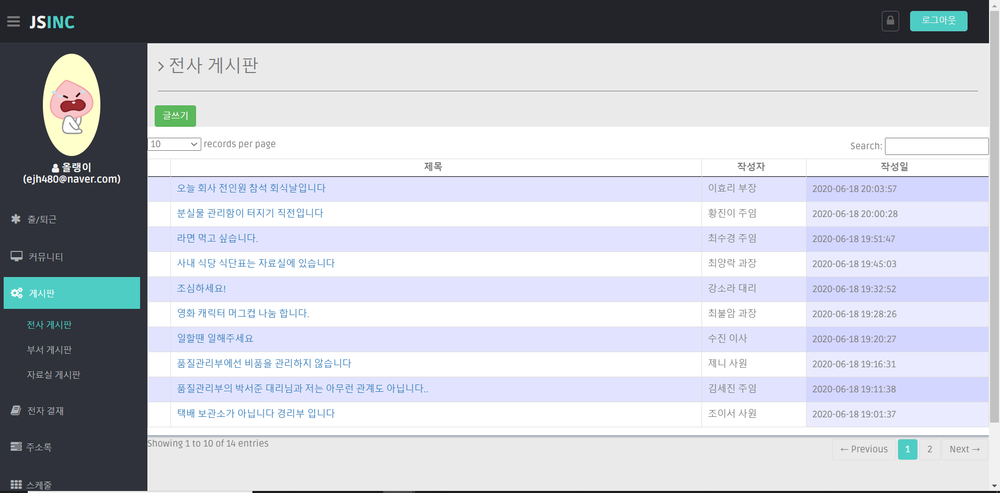 JSINC
로그아웃
올랭이
(ejh480@naver.com)
출/퇴근
커뮤니티
게시판
전사 게시판
부서 게시판
자료실 게시판
전자 결재
주소록
스케줄
전사 게시판
글쓰기
10 records per page
Search:
제목 작성자 작성일
오늘 회사 전인원 참석 회식날입니다 이효리 부장 2020-06-18 20:03:57
분실물 관리함이 터지기 직전입니다 황진이 주임 2020-06-18 20:00:28
라면 먹고 싶습니다. 최수경 주임 2020-06-18 19:51:47
사내 식당 식단표는 자료실에 있습니다 최양락 과장 2020-06-18 19:45:03
조심하세요! 강소라 대리 2020-06-18 19:32:52
영화 캐릭터 머그컵 나눔 합니다. 최불암 과장 2020-06-18 19:28:26
일할땐 일해주세요 수진 이사 2020-06-18 19:20:27
품질관리부에선 비품을 관리하지 않습니다 제니 사원 2020-06-18 19:16:31
품질관리부의 박서준 대리님과 저는 아무런 관계도 아닙니다.. 김세진 주임 2020-06-18 19:11:38
택배 보관소가 아닙니다 경리부 입니다 조이서 사원 2020-06-18 19:01:37
Showing 1 to 10 of 14 entries
← Previous 1 2 Next →